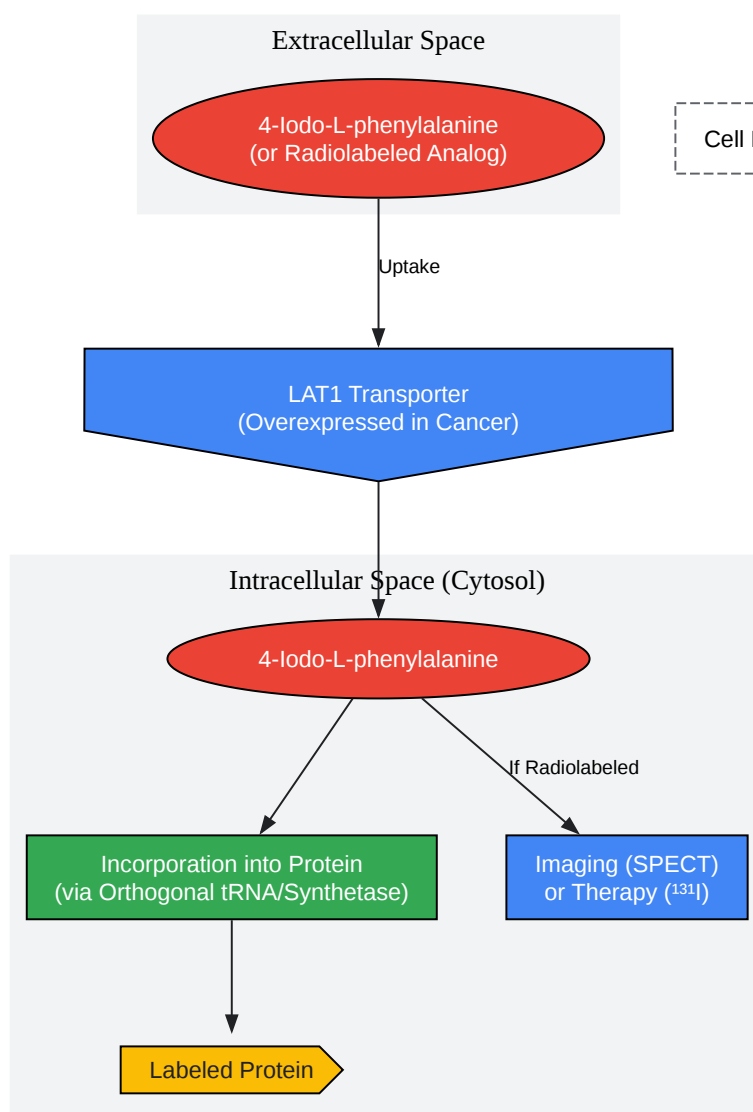 Extracellular Space
4-Iodo-L-phenylalanine
(or Radiolabeled Analog)
Cell
Uptake
LAT1 Transporter
(Overexpressed in Cancer)
Intracellular Space (Cytosol)
4-Iodo-L-phenylalanine
If Radiolabeled
Incorporation into Protein
(via Orthogonal tRNA/Synthetase)
Imaging (SPECT)
or Therapy (¹³¹I)
Labeled Protein